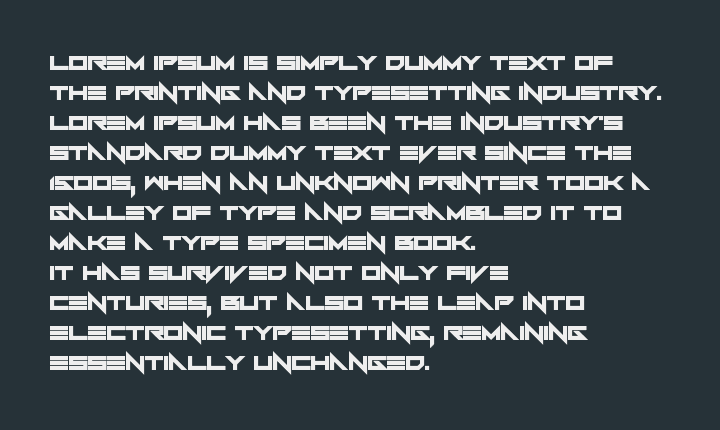 LOREM IPSUM IS SIMPLY DUMMY TEXT OF
THE PRINTING AND TYPESETTING INDUSTRY.
LOREM IPSUM HAS BEEN THE INDUSTRY'S
STANDARD DUMMY TEXT EVER SINCE THE
1500S, WHEN AN UNKNOWN PRINTER TOOK A
GALLEY OF TYPE AND SCRAMBLED IT TO
MAKE A TYPE SPECIMEN BOOK.
IT HAS SURVIVED NOT ONLY FIVE
CENTURIES, BUT ALSO THE LEAP INTO
ELECTRONIC TYPESETTING, REMAINING
ESSENTIALLY UNCHANGED.